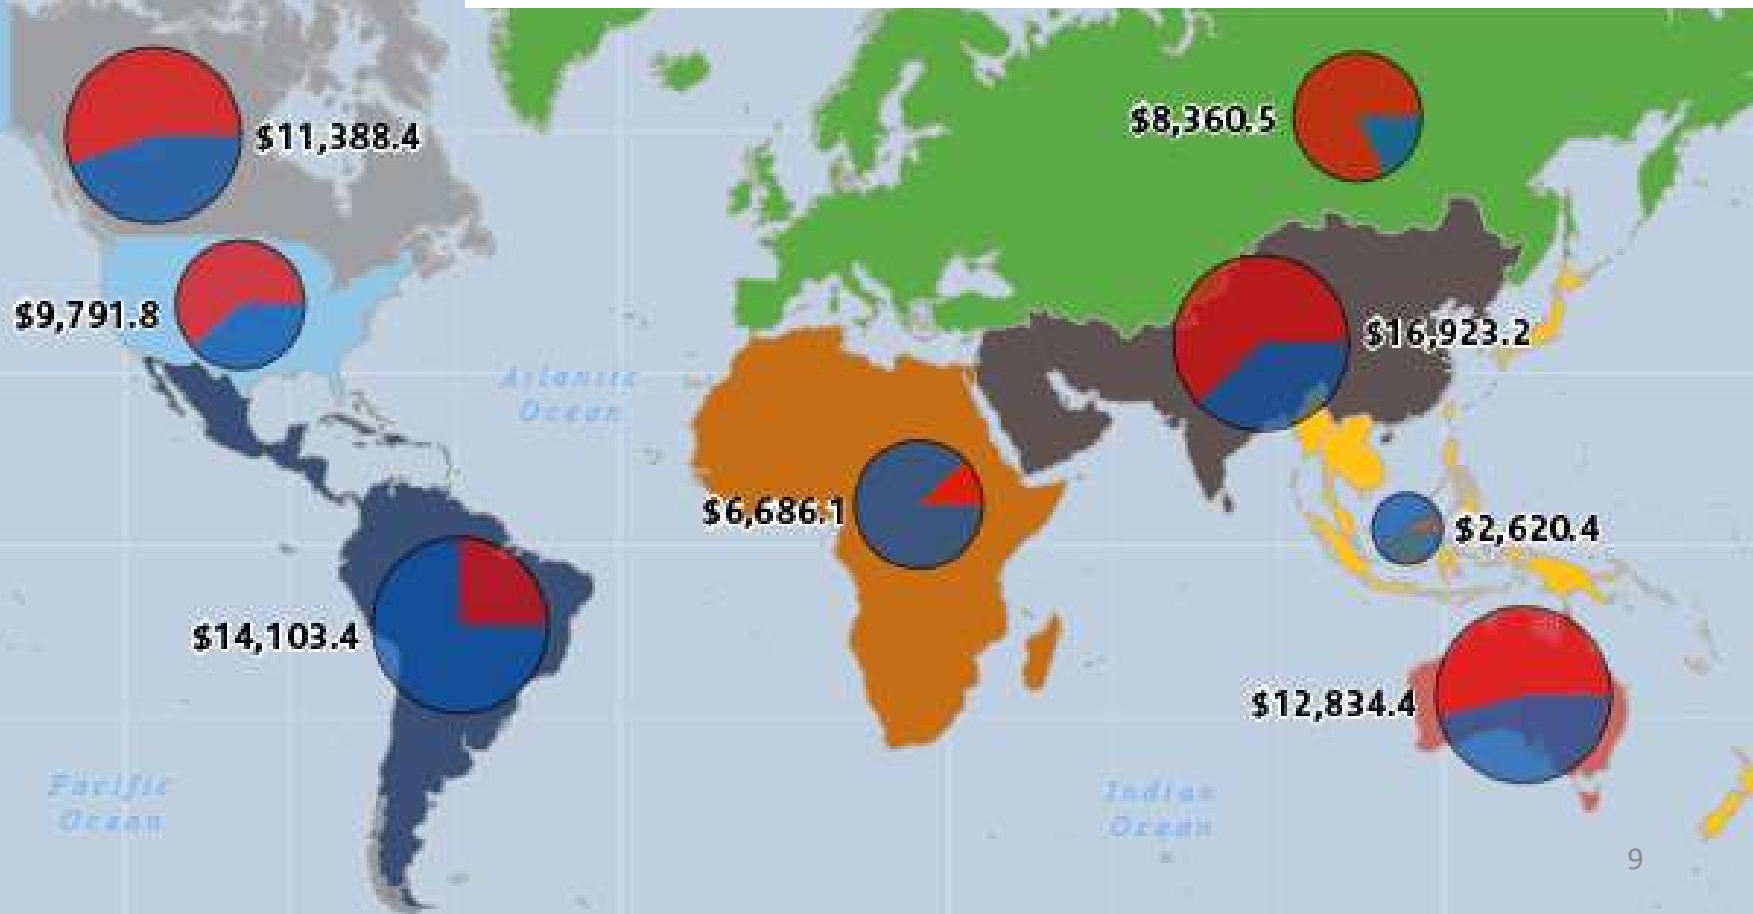 $11,388.4
$8,360.5
$9,791.8
$16,923.2
Atlantic
Ocean
$6,686.1
$2,620.4
$14,103.4
$12,834.4
Pacific
Ocean
Indian
Ocean
9